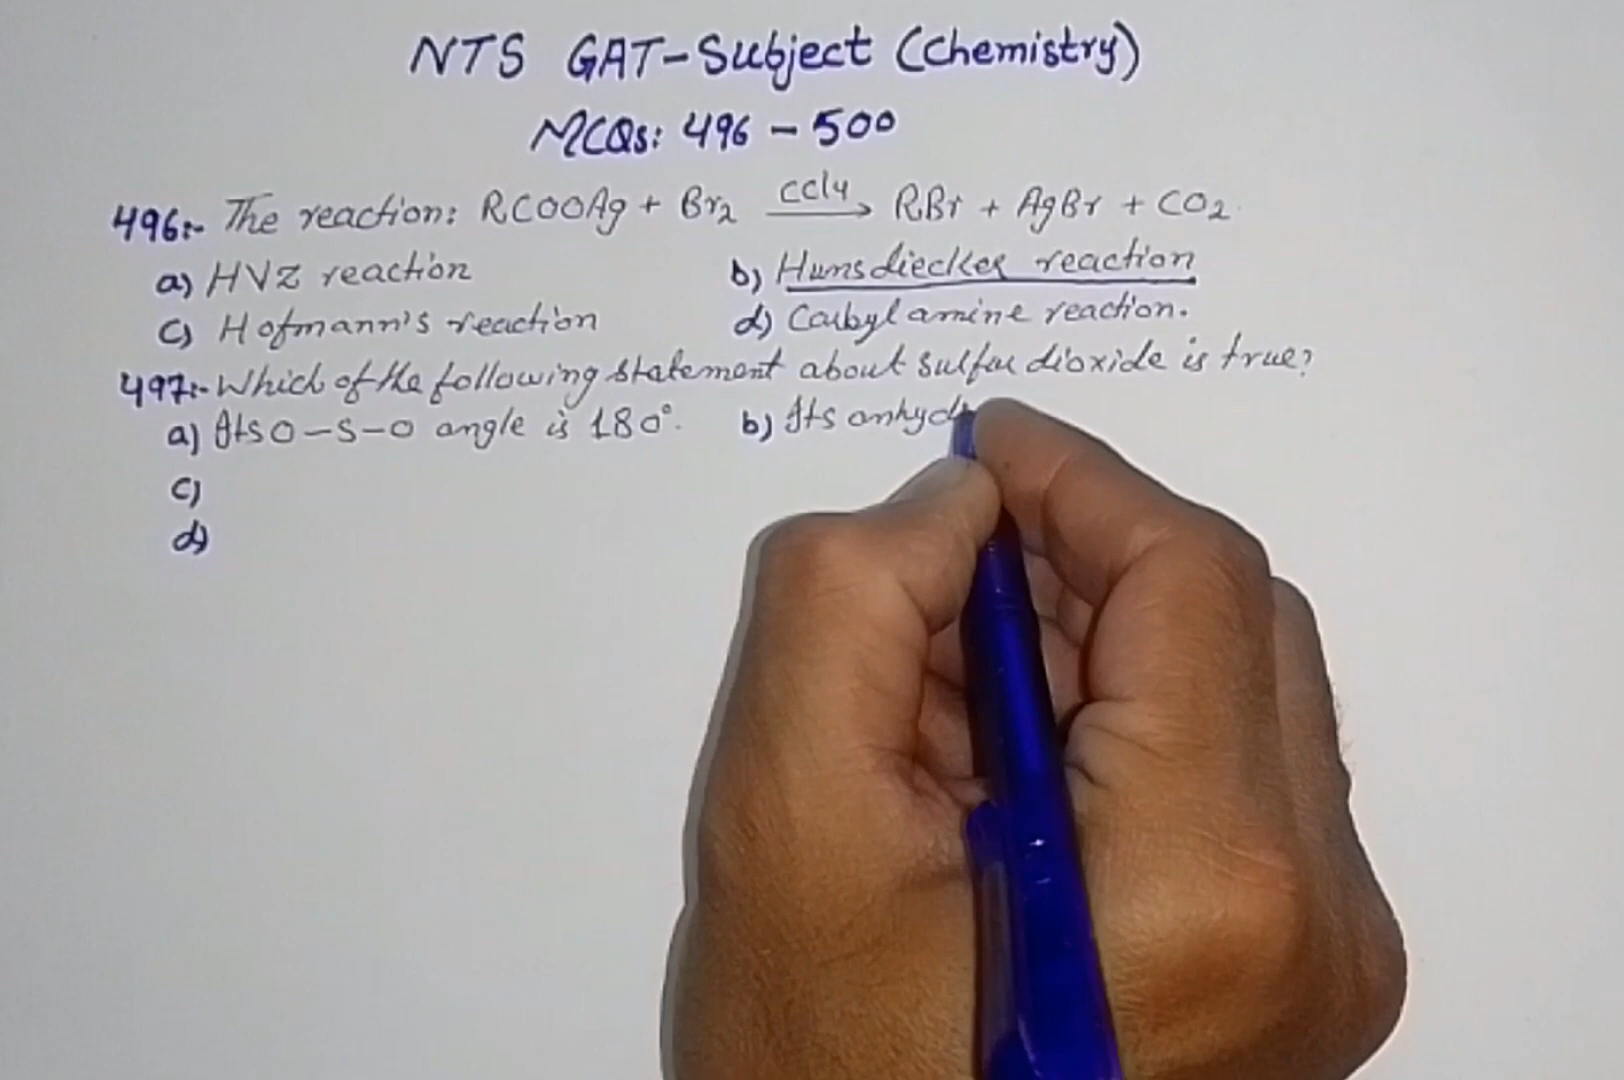 NTS GAT-Subject (Chemistry)
MCQs: 496 - 500
496:- The reaction: RCOOAg + Br2 CCl4 → RBr + AgBr + CO2.
a) HVZ reaction b) Hunsdiecker reaction
c) Hofmann's reaction d) Carbylamine reaction.
497:- Which of the following statement about sulfur dioxide is true?
a) Its O-S-O angle is 180°. b) Its anhyd
c)
d)